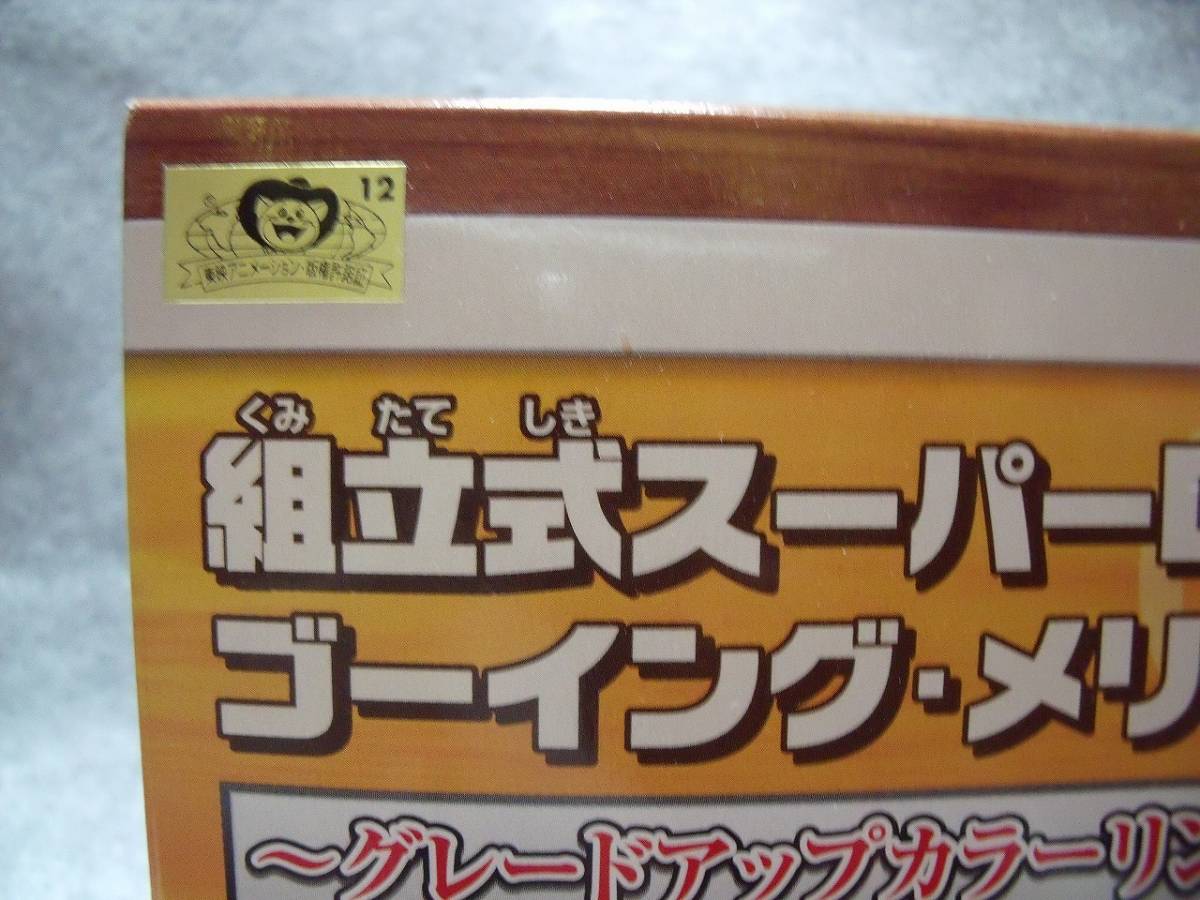 12
東映アニメーション・版権許諾証
くみ たて しき
組立式スーパーD
ゴーイング・メリ
～グレードアップカラーリン